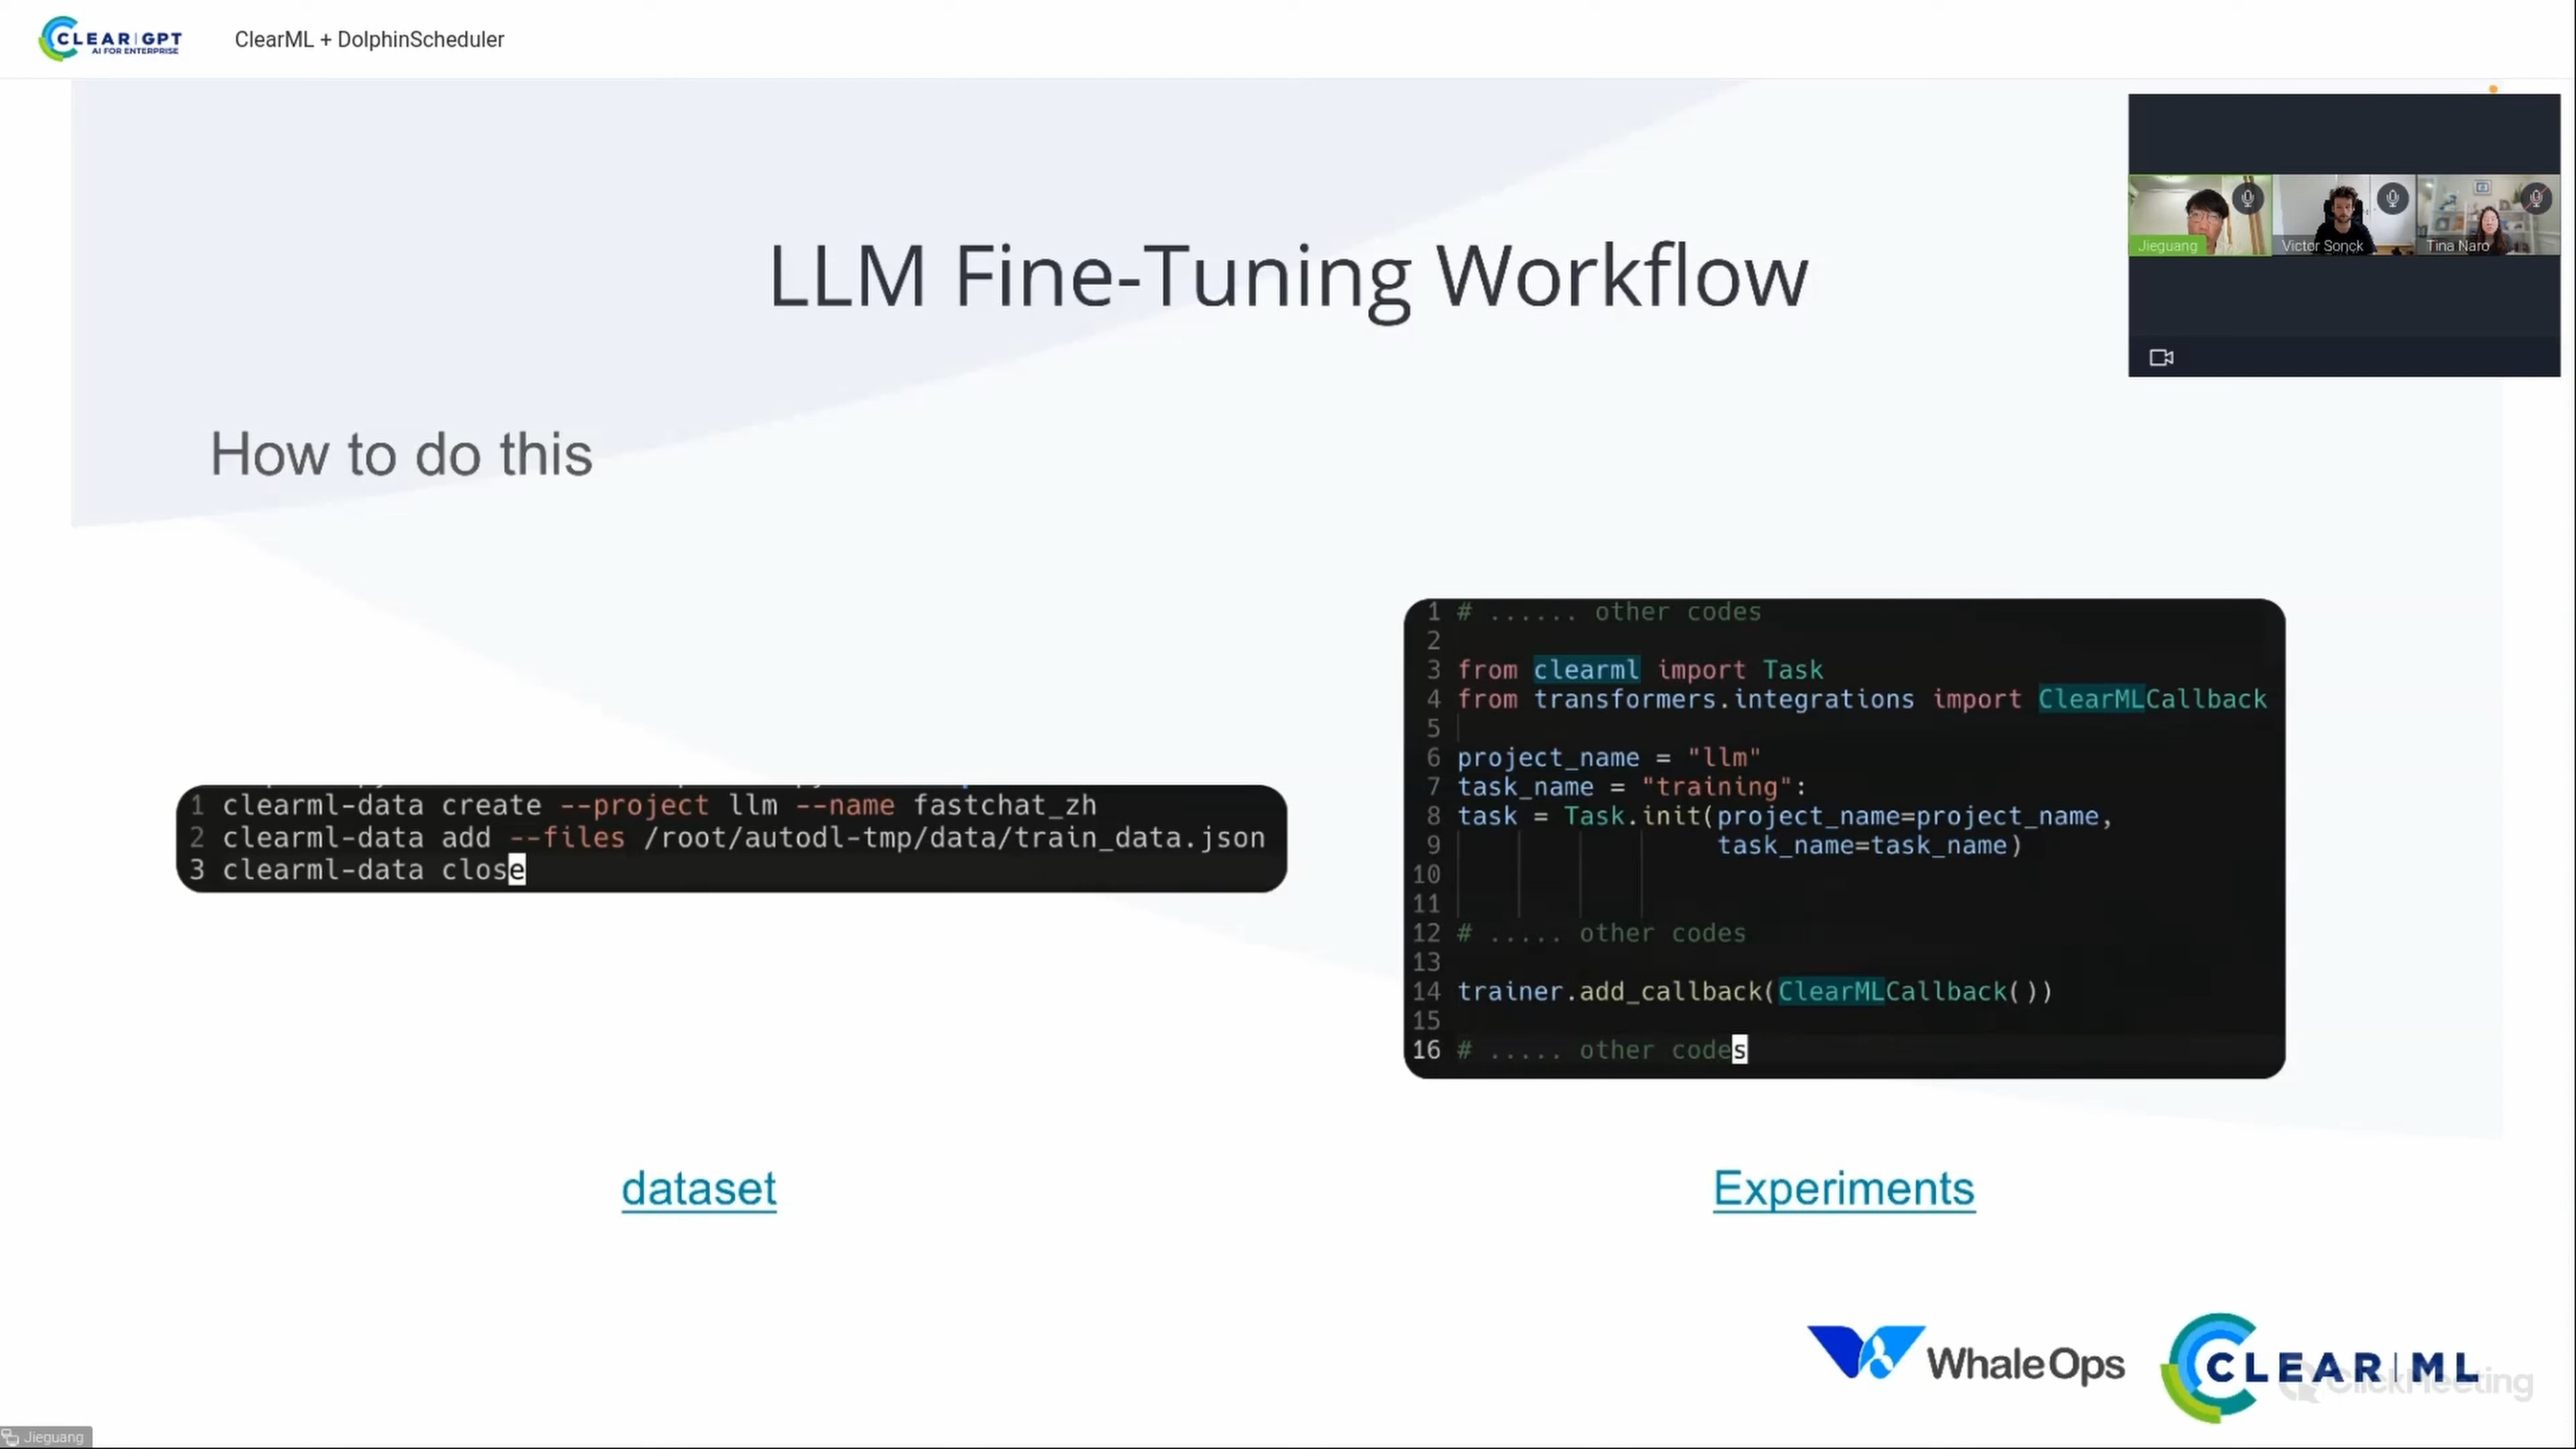 CLEAR|GPT
AI FOR ENTERPRISE
ClearML + DolphinScheduler
Jieguang
Victor Sonck
Tina Naro
LLM Fine-Tuning Workflow
How to do this
1 clearml-data create --project llm --name fastchat_zh
2 clearml-data add --files /root/autodl-tmp/data/train_data.json
3 clearml-data close
dataset
1 # ...... other codes
2
3 from clearml import Task
4 from transformers.integrations import ClearMLCallback
5
6 project_name = "llm"
7 task_name = "training":
8 task = Task.init(project_name=project_name,
9 task_name=task_name)
10
11
12 # ..... other codes
13
14 trainer.add_callback(ClearMLCallback())
15
16 # ..... other codes
Experiments
WhaleOps
CLEAR|ML
ClickMeeting
Jieguang